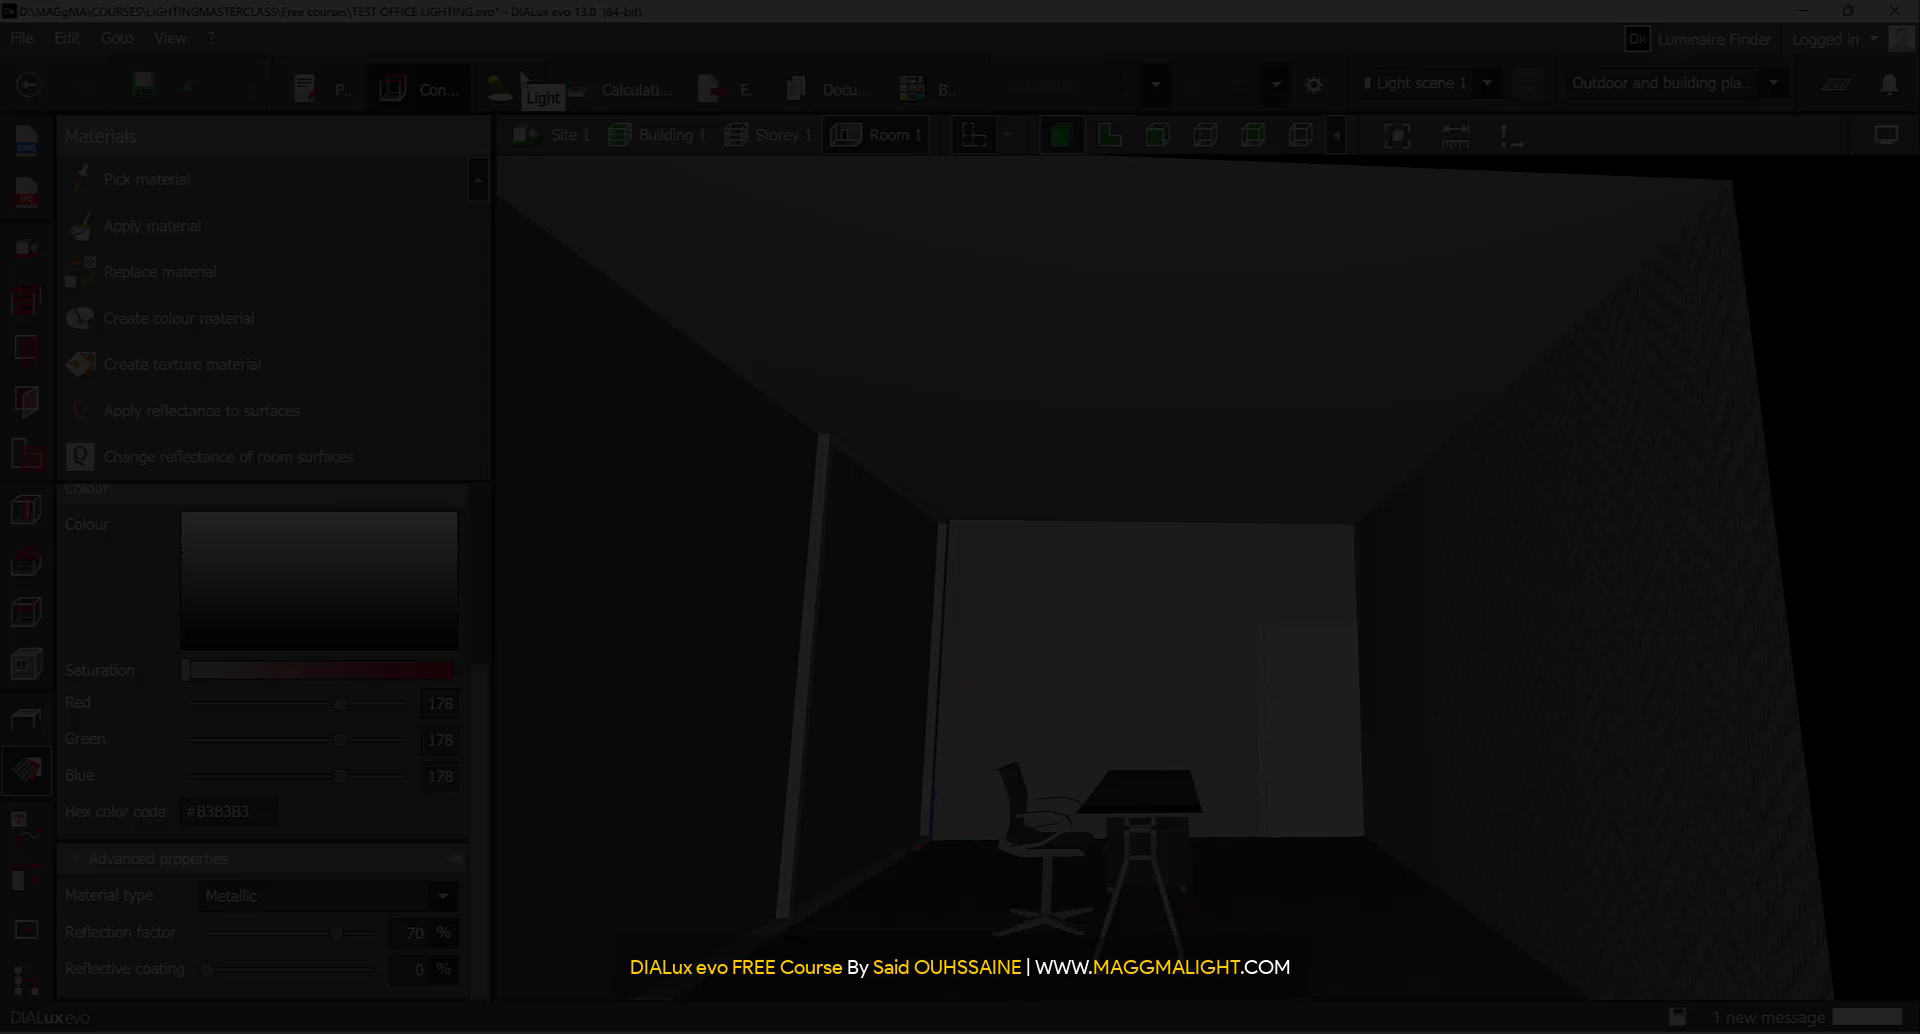 D:\MAGgMA\COURSES\LIGHTINGMASTERCLASS\Free courses\TEST OFFICE LIGHTING.evo* - DIALux evo 13.0 (64-bit)
File Edit Goto View ?
Dx Luminaire Finder Logged in
P... Con... Light Calculati... E. Docu... B..
Light scene 1 Outdoor and building pla...
DWG
IFC
Site 1 Building 1 Storey 1 Room 1
Materials
Pick material
Apply material
Replace material
Create colour material
Create texture material
Apply reflectance to surfaces
Change reflectance of room surfaces
Colour
Colour
Saturation
Red 178
Green 178
Blue 178
Hex color code #B3B3B3
Advanced properties
Material type Metallic
Reflection factor 70 %
Reflective coating 0 %
DIALux evo FREE Course By Said OUHSSAINE | WWW.MAGGMALIGHT.COM
DIALux evo
1 new message